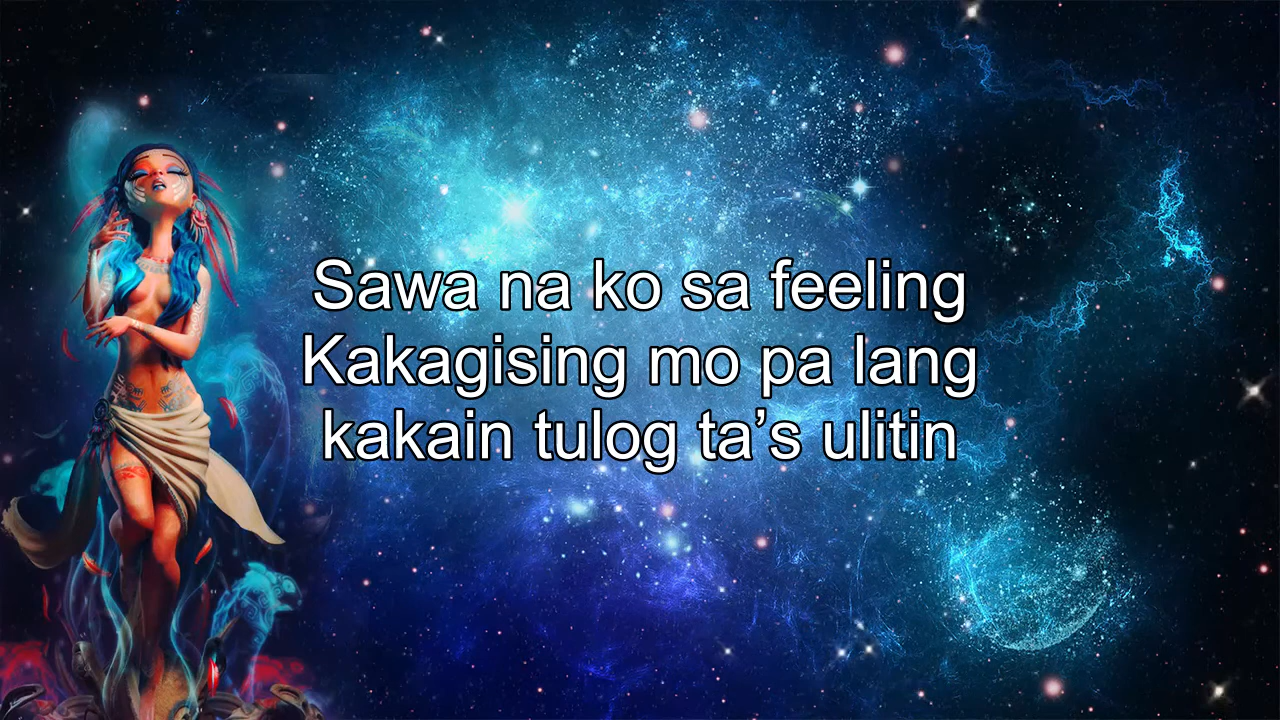 Sawa na ko sa feeling
Kakagising mo pa lang
kakain tulog ta’s ulitin